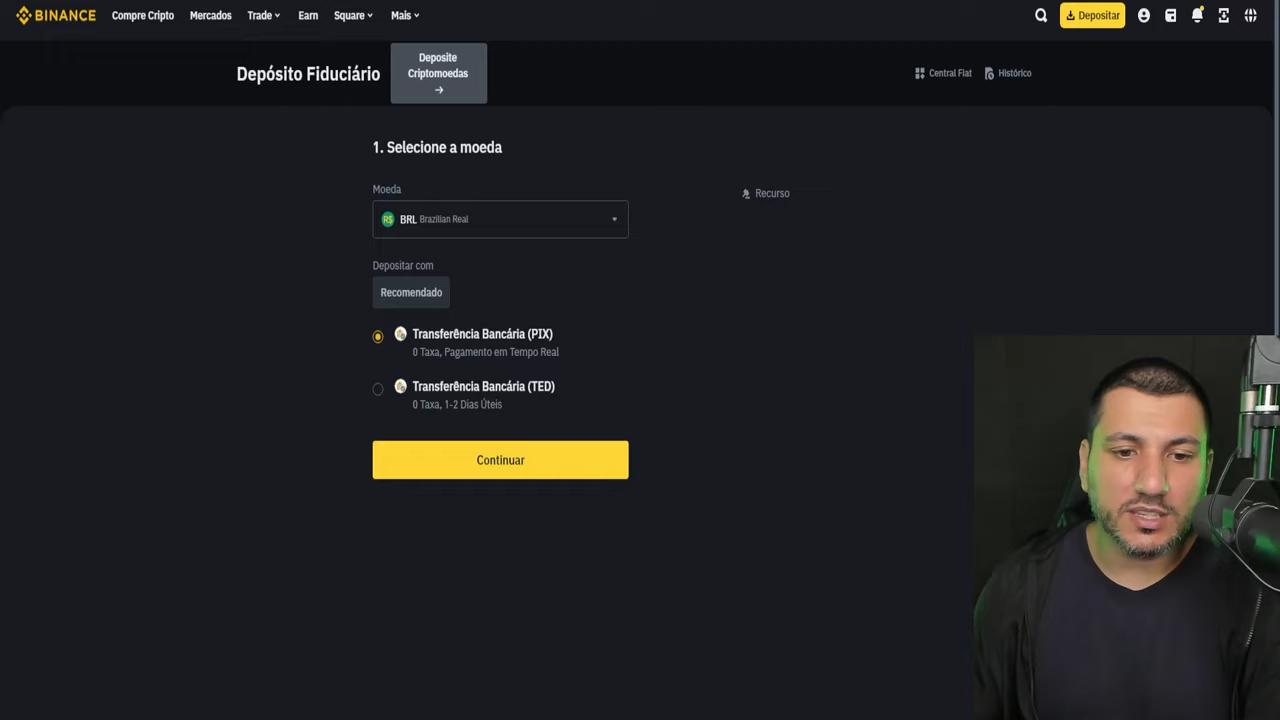 BINANCE Compre Cripto Mercados Trade Earn Square Mais Depositar
Depósito Fiduciário
Deposite
Criptomoedas
→
Central Fiat Histórico
1. Selecione a moeda
Moeda
Recurso
R$ BRL Brazilian Real
Depositar com
Recomendado
Transferência Bancária (PIX)
0 Taxa, Pagamento em Tempo Real
Transferência Bancária (TED)
0 Taxa, 1-2 Dias Úteis
Continuar